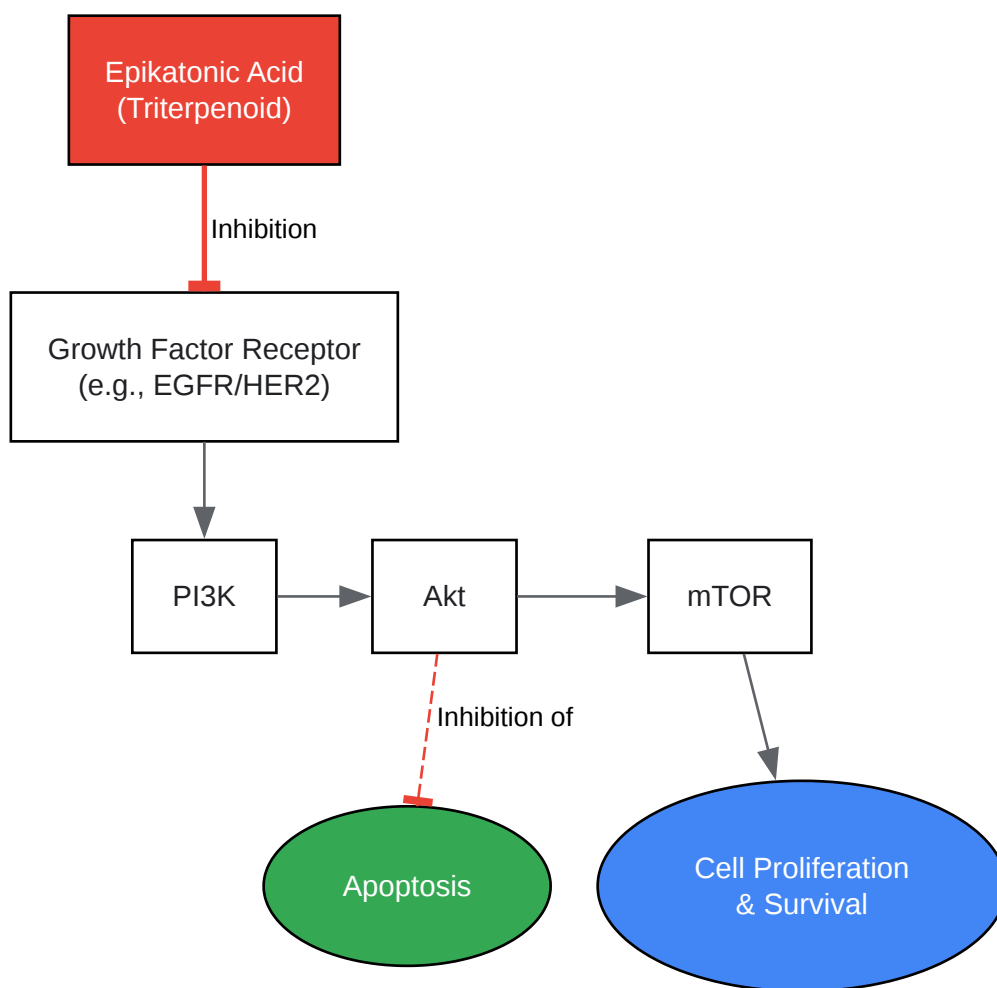 Epikatonic Acid
(Triterpenoid)
Inhibition
Growth Factor Receptor
(e.g., EGFR/HER2)
PI3K
Akt
mTOR
Inhibition of
Apoptosis
Cell Proliferation
& Survival